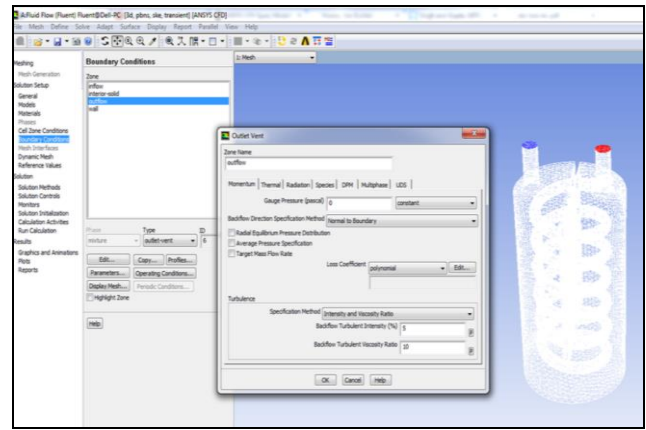 A:Fluid Flow (Fluent) Fluent@Dell-PC [3d, pbns, ske, transient] [ANSYS CFD]
File Mesh Define Solve Adapt Surface Display Report Parallel View Help
Meshing
Mesh Generation
Solution Setup
General
Models
Materials
Phases
Cell Zone Conditions
Boundary Conditions
Mesh Interfaces
Dynamic Mesh
Reference Values
Solution
Solution Methods
Solution Controls
Monitors
Solution Initialization
Calculation Activities
Run Calculation
Results
Graphics and Animations
Plots
Reports
Boundary Conditions
Zone
inflow
interior-solid
outflow
wall
Phase Type ID
mixture outlet-vent 6
Edit... Copy... Profiles...
Parameters... Operating Conditions...
Display Mesh... Periodic Conditions...
Highlight Zone
Help
1: Mesh
Outlet Vent
Zone Name
outflow
Momentum Thermal Radiation Species DPM Multiphase UDS
Gauge Pressure (pascal) 0 constant
Backflow Direction Specification Method Normal to Boundary
Radial Equilibrium Pressure Distribution
Average Pressure Specification
Target Mass Flow Rate
Loss Coefficient polynomial Edit...
Turbulence
Specification Method Intensity and Viscosity Ratio
Backflow Turbulent Intensity (%) 5 P
Backflow Turbulent Viscosity Ratio 10 P
OK Cancel Help